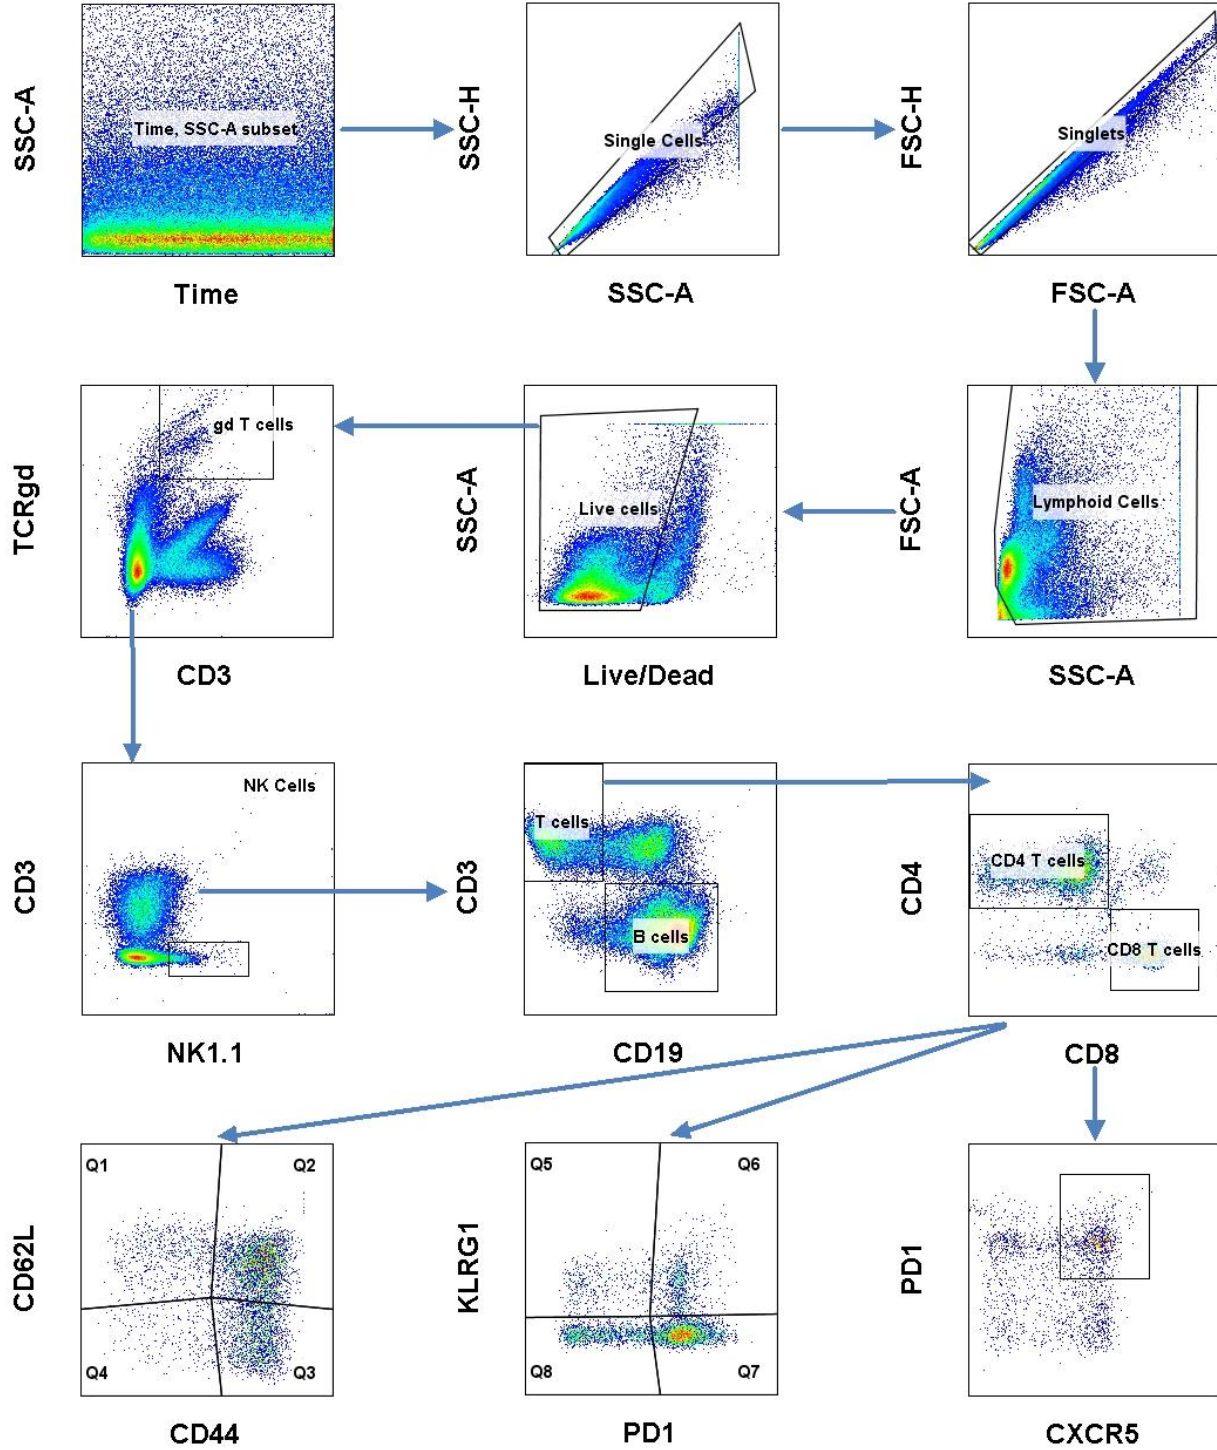 SSC-A
Time, SSC-A subset
Time
SSC-H
Single Cells
SSC-A
FSC-H
Singlets
FSC-A
TCRgd
gd T cells
CD3
SSC-A
Live cells
Live/Dead
FSC-A
Lymphoid Cells
SSC-A
CD3
NK Cells
NK1.1
CD3
T cells
B cells
CD19
CD4
CD4 T cells
CD8 T cells
CD8
CD62L
Q1
Q2
Q4
Q3
CD44
KLRG1
Q5
Q6
Q8
Q7
PD1
PD1
CXCR5